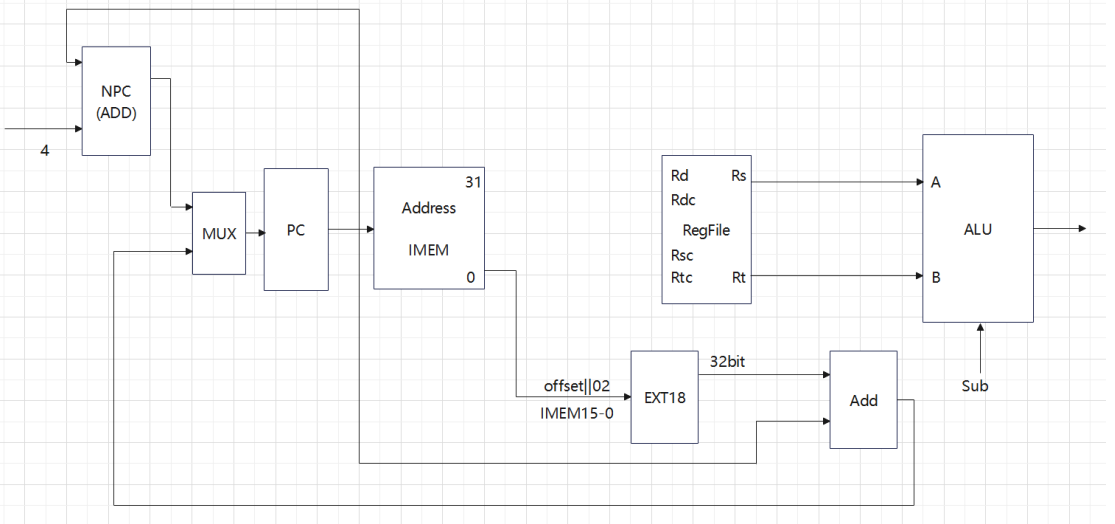 NPC
(ADD)
4
MUX
PC
31
Address
IMEM
0
Rd
Rs
Rdc
RegFile
Rsc
Rtc
Rt
A
ALU
B
Sub
offset||02
IMEM15-0
EXT18
32bit
Add